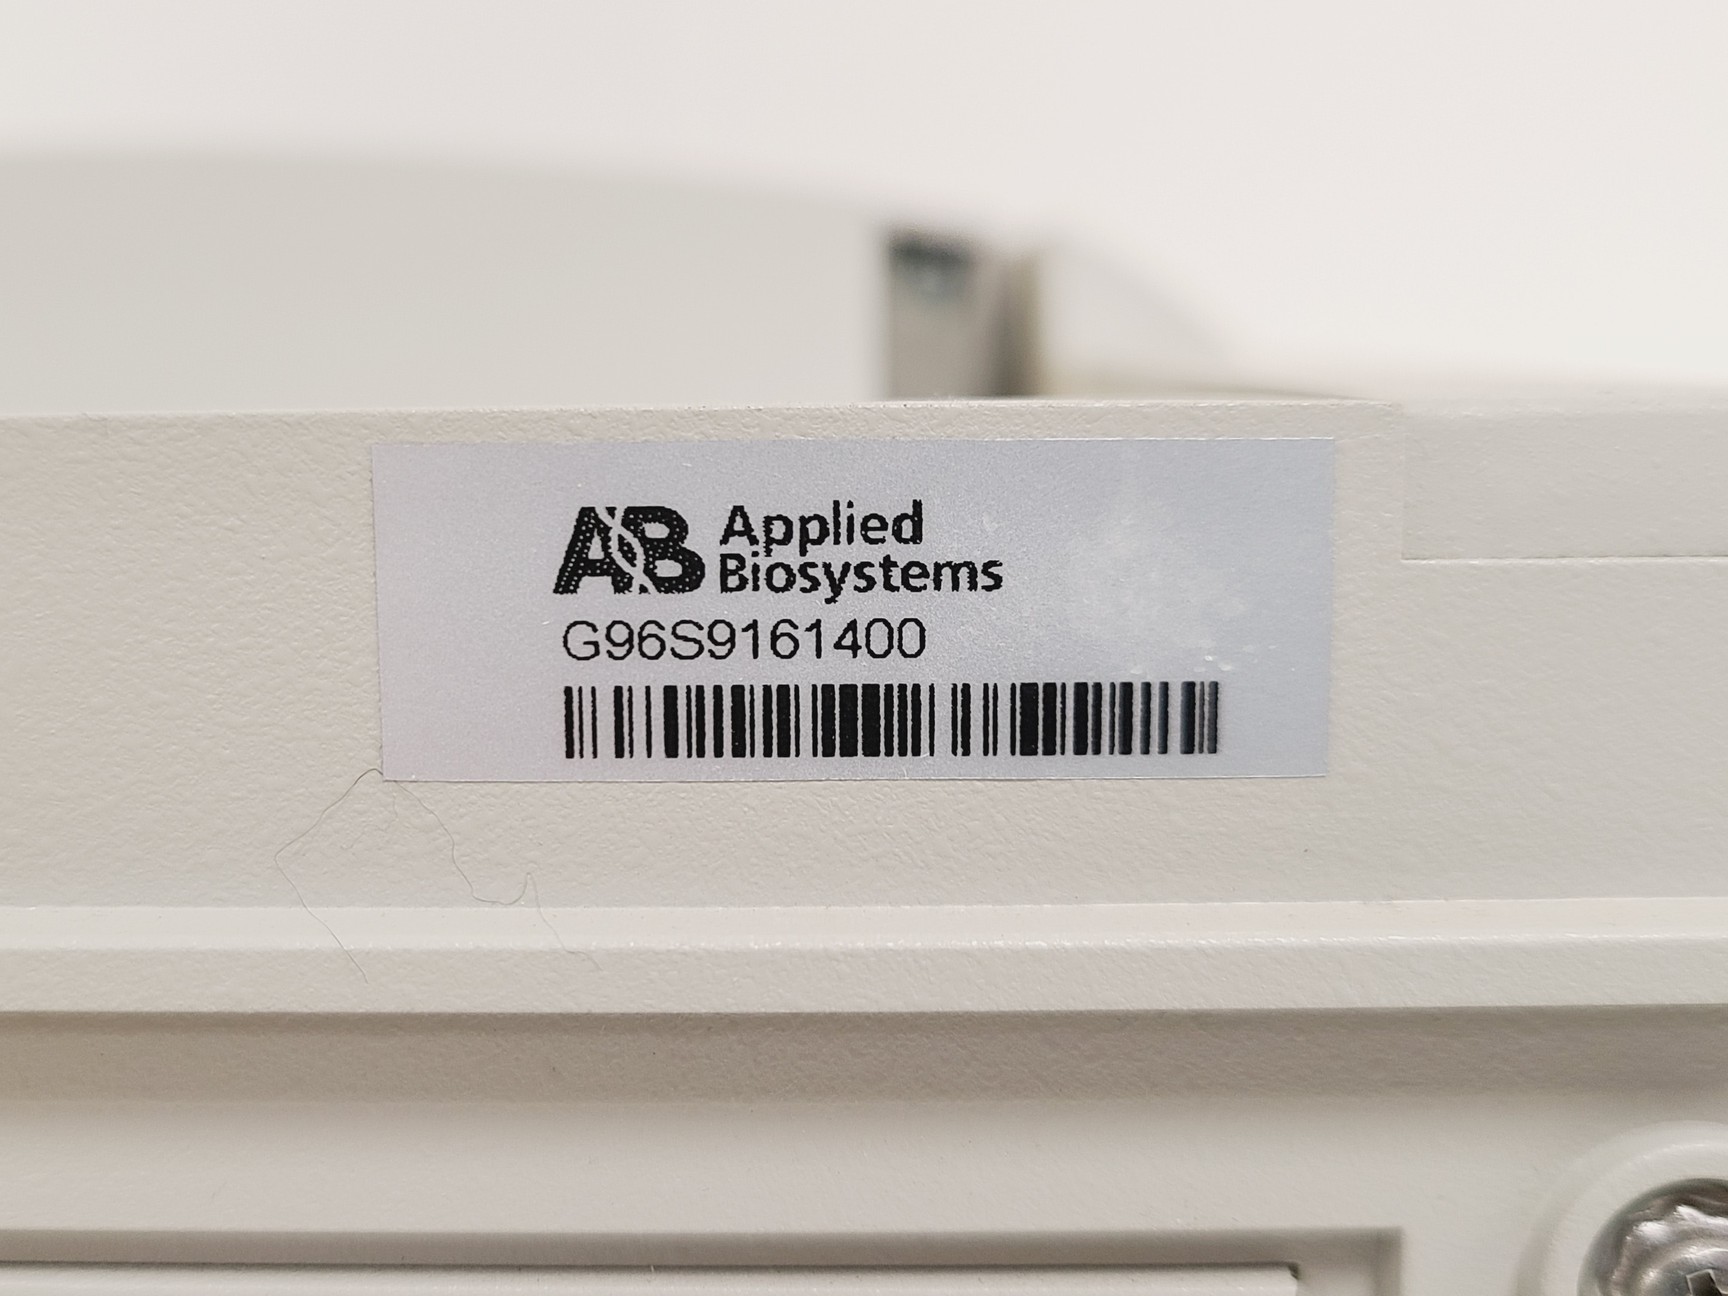 AB Applied
Biosystems
G96S9161400